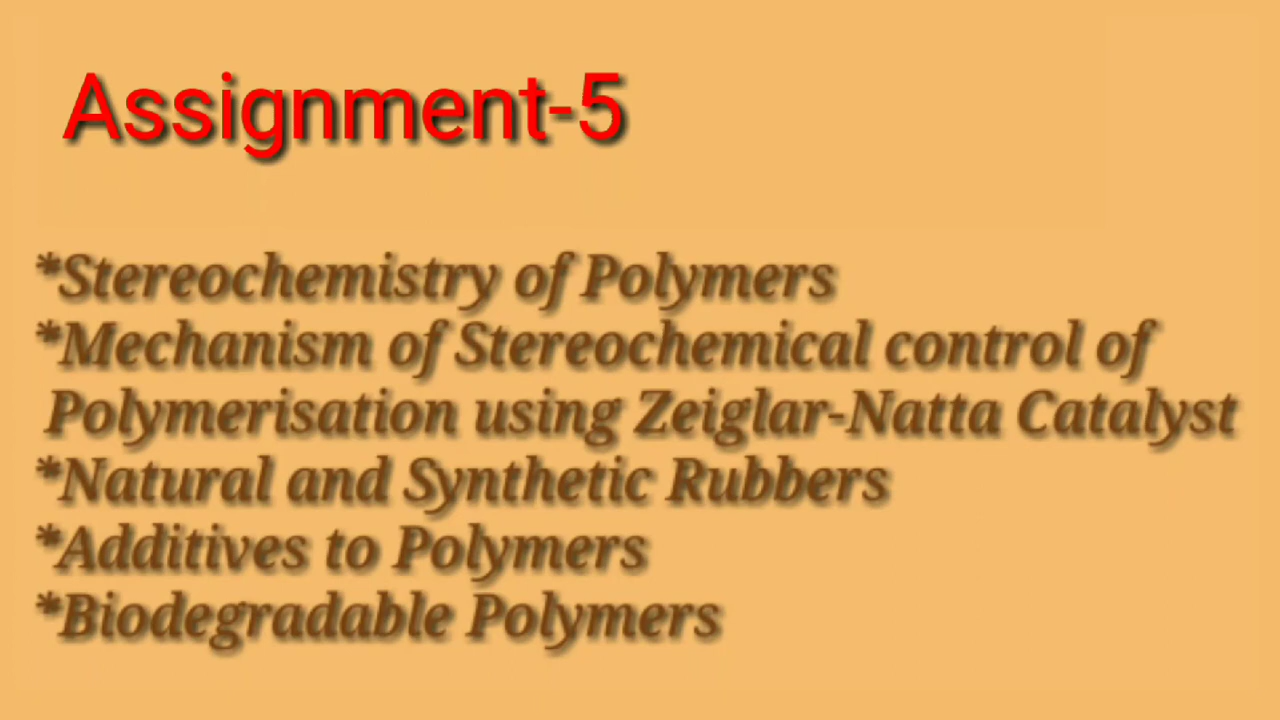 Assignment-5
*Stereochemistry of Polymers
*Mechanism of Stereochemical control of
Polymerisation using Zeiglar-Natta Catalyst
*Natural and Synthetic Rubbers
*Additives to Polymers
*Biodegradable Polymers